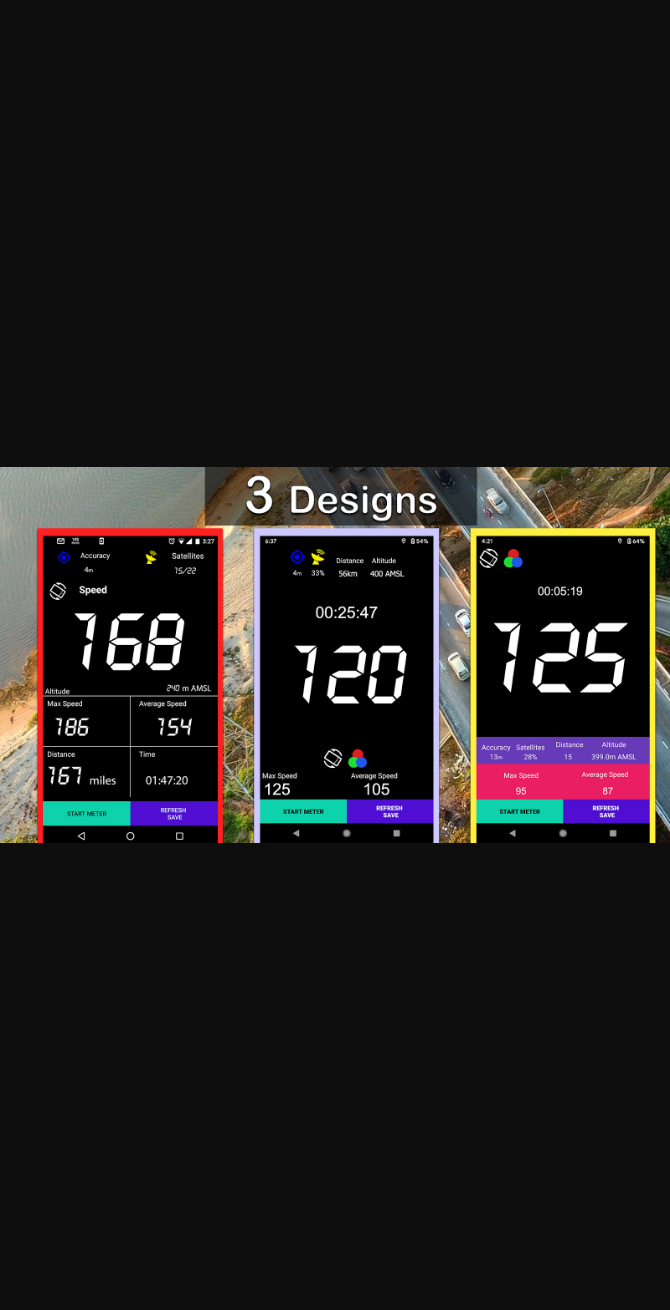 3 Designs
3:27
Accuracy
Satellites
4m
15/22
Speed
168
Altitude
240 m AMSL
Max Speed
Average Speed
186
154
Distance
Time
167 miles
01:47:20
START METER
REFRESH
SAVE
6:37
54%
Distance
Altitude
4m
33%
56km
400 AMSL
00:25:47
120
Max Speed
Average Speed
125
105
START METER
REFRESH
SAVE
4:21
64%
00:05:19
125
Accuracy
Satellites
Distance
Altitude
13m
28%
15
399.0m AMSL
Max Speed
Average Speed
95
87
START METER
REFRESH
SAVE